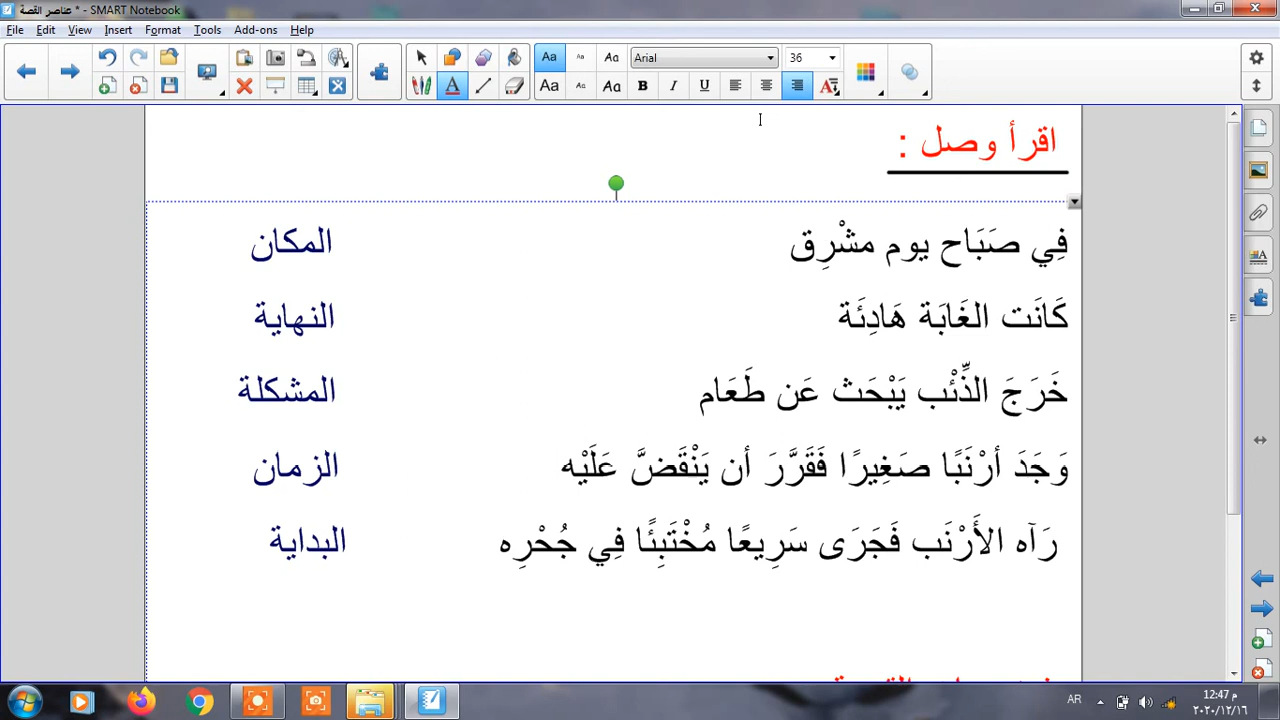 عناصر القصة * - SMART Notebook
File Edit View Insert Format Tools Add-ons Help
Arial 36
اقرأ وصل :
فِي صَبَاح يوم مشْرِق المكان
كَانَت الغَابَة هَادِئَة النهاية
خَرَجَ الذِّئْب يَبْحَث عَن طَعَام المشكلة
وَجَدَ أرْنَبًا صَغِيرًا فَقَرَّرَ أن يَنْقَضَّ عَلَيْه الزمان
رَآه الأَرْنَب فَجَرَى سَرِيعًا مُخْتَبِئًا فِي جُحْرِه البداية
AR
12:47 م
٢٠٢٠/١٢/١٦